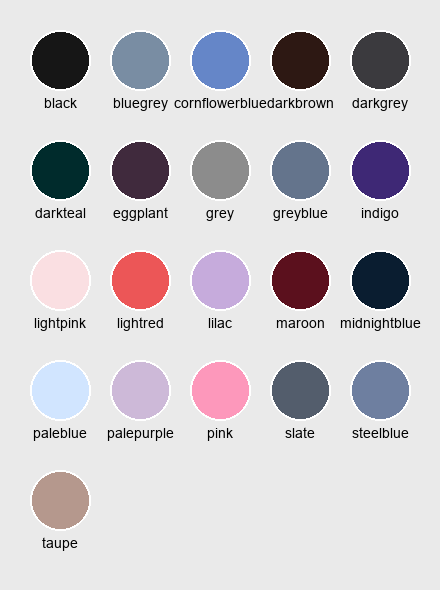 black bluegrey cornflowerblue darkbrown darkgrey
darkteal eggplant grey greyblue indigo
lightpink lightred lilac maroon midnightblue
paleblue palepurple pink slate steelblue
taupe